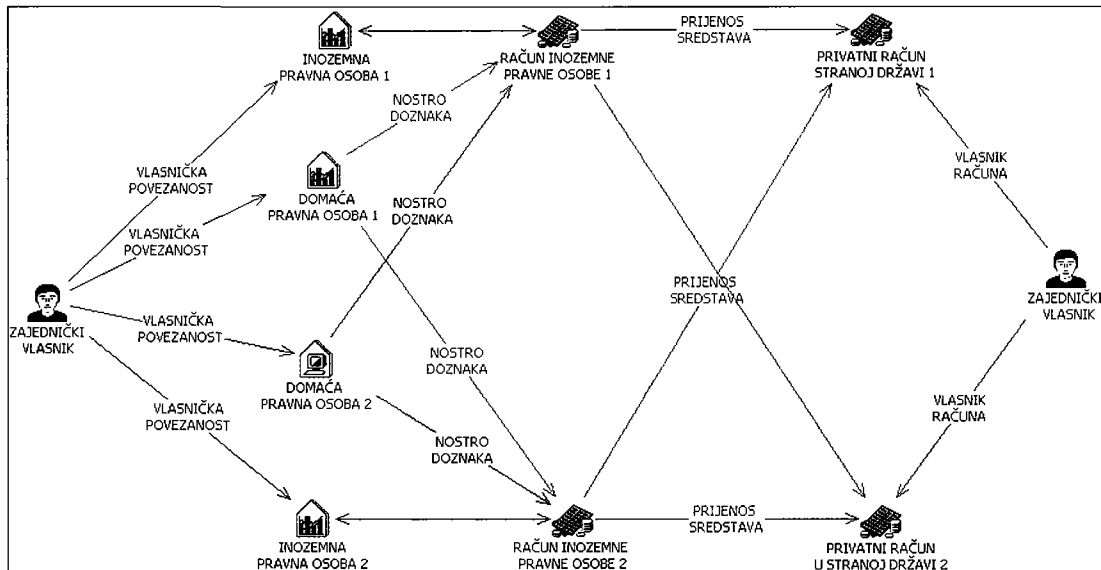 INOZEMNA
PRAVNA OSOBA 1
RAČUN INOZEMNE
PRAVNE OSOBE 1
PRIJENOS
SREDSTAVA
PRIVATNI RAČUN
STRANOJ DRŽAVI 1
NOSTRO
DOZNAKA
VLASNIČKA
POVEZANOST
DOMAĆA
PRAVNA OSOBA 1
NOSTRO
DOZNAKA
VLASNIK
RAČUNA
VLASNIČKA
POVEZANOST
ZAJEDNIČKI
VLASNIK
PRIJENOS
SREDSTAVA
ZAJEDNIČKI
VLASNIK
VLASNIČKA
POVEZANOST
DOMAĆA
PRAVNA OSOBA 2
NOSTRO
DOZNAKA
VLASNIČKA
POVEZANOST
NOSTRO
DOZNAKA
VLASNIK
RAČUNA
INOZEMNA
PRAVNA OSOBA 2
RAČUN INOZEMNE
PRAVNE OSOBE 2
PRIJENOS
SREDSTAVA
PRIVATNI RAČUN
U STRANOJ DRŽAVI 2